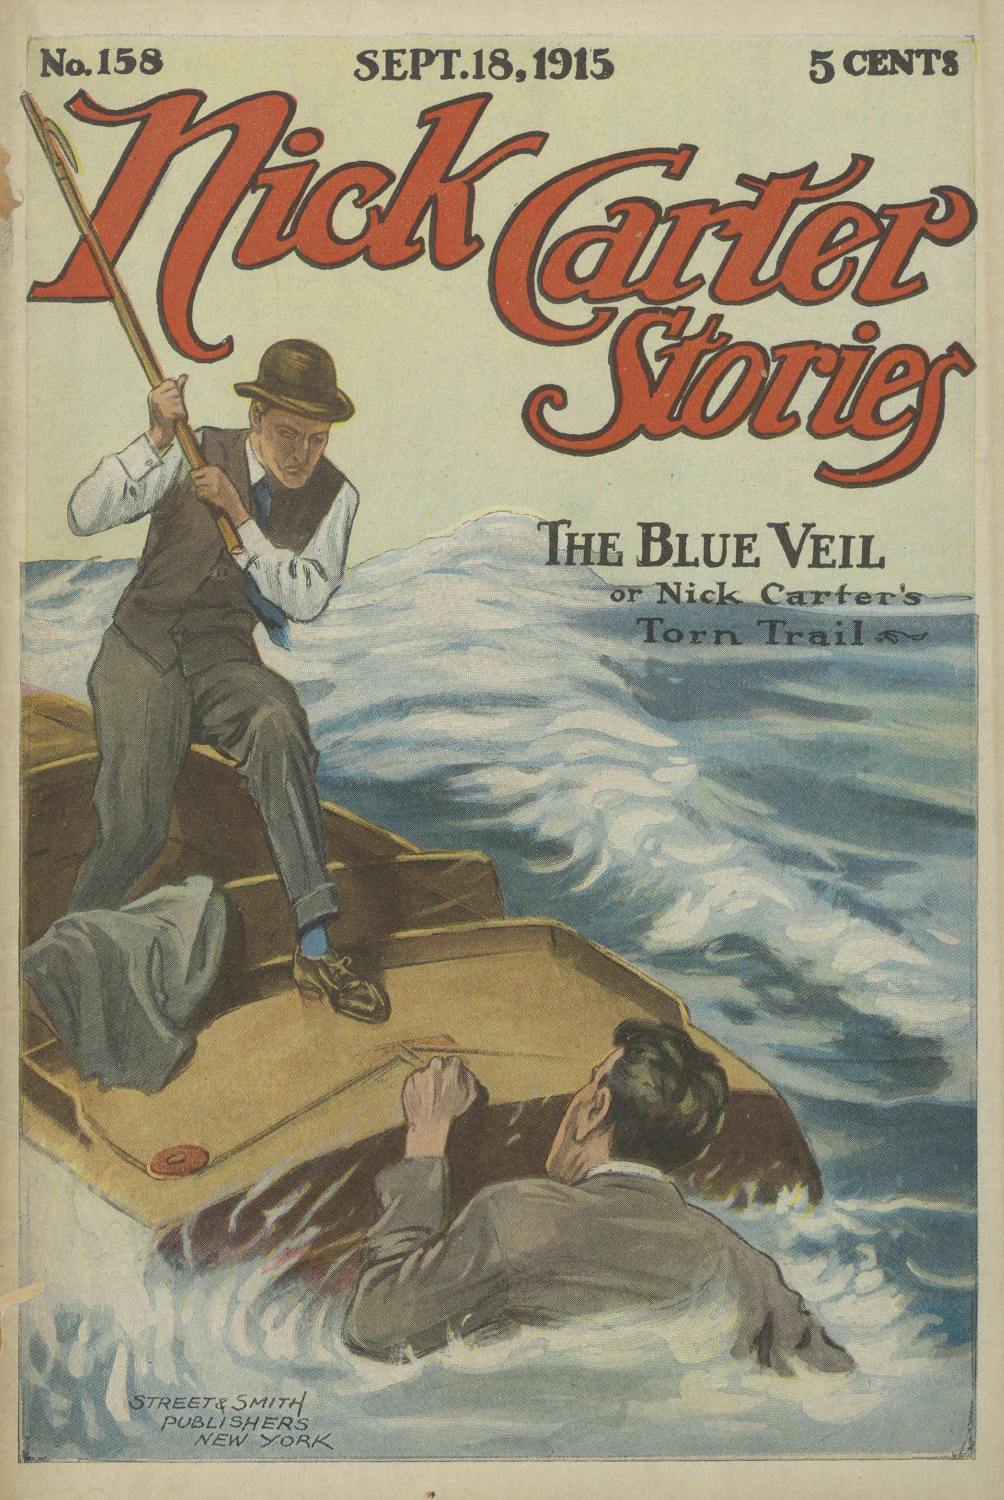 No. 158
SEPT. 18, 1915
5 CENTS
Nick Carter
Stories
THE BLUE VEIL
or Nick Carter's
Torn Trail
STREET & SMITH
PUBLISHERS
NEW YORK